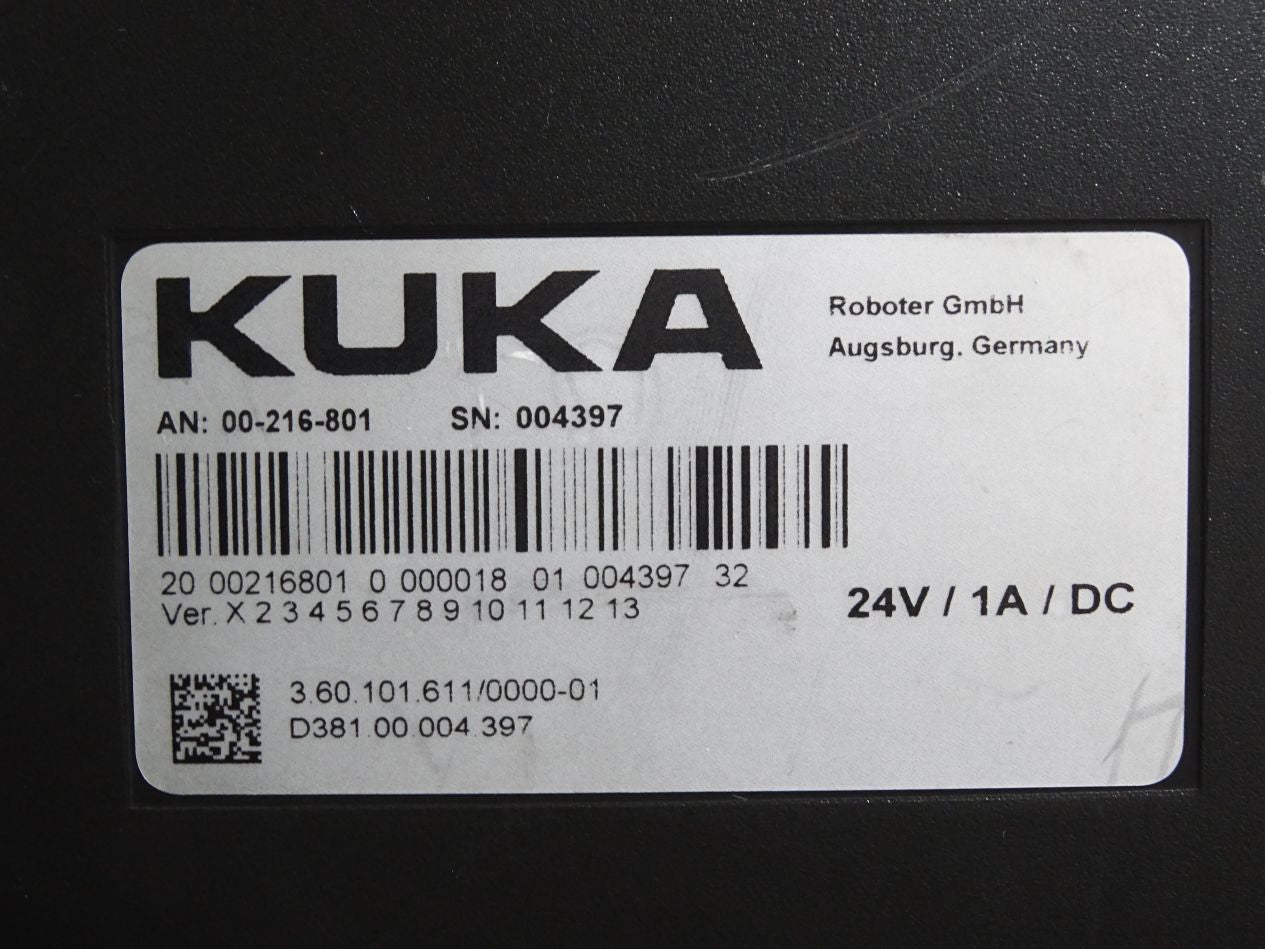 KUKA
Roboter GmbH
Augsburg, Germany
AN: 00-216-801 SN: 004397
20 00216801 0 000018 01 004397 32
Ver. X 2 3 4 5 6 7 8 9 10 11 12 13
24V / 1A / DC
3.60.101.611/0000-01
D381.00.004.397